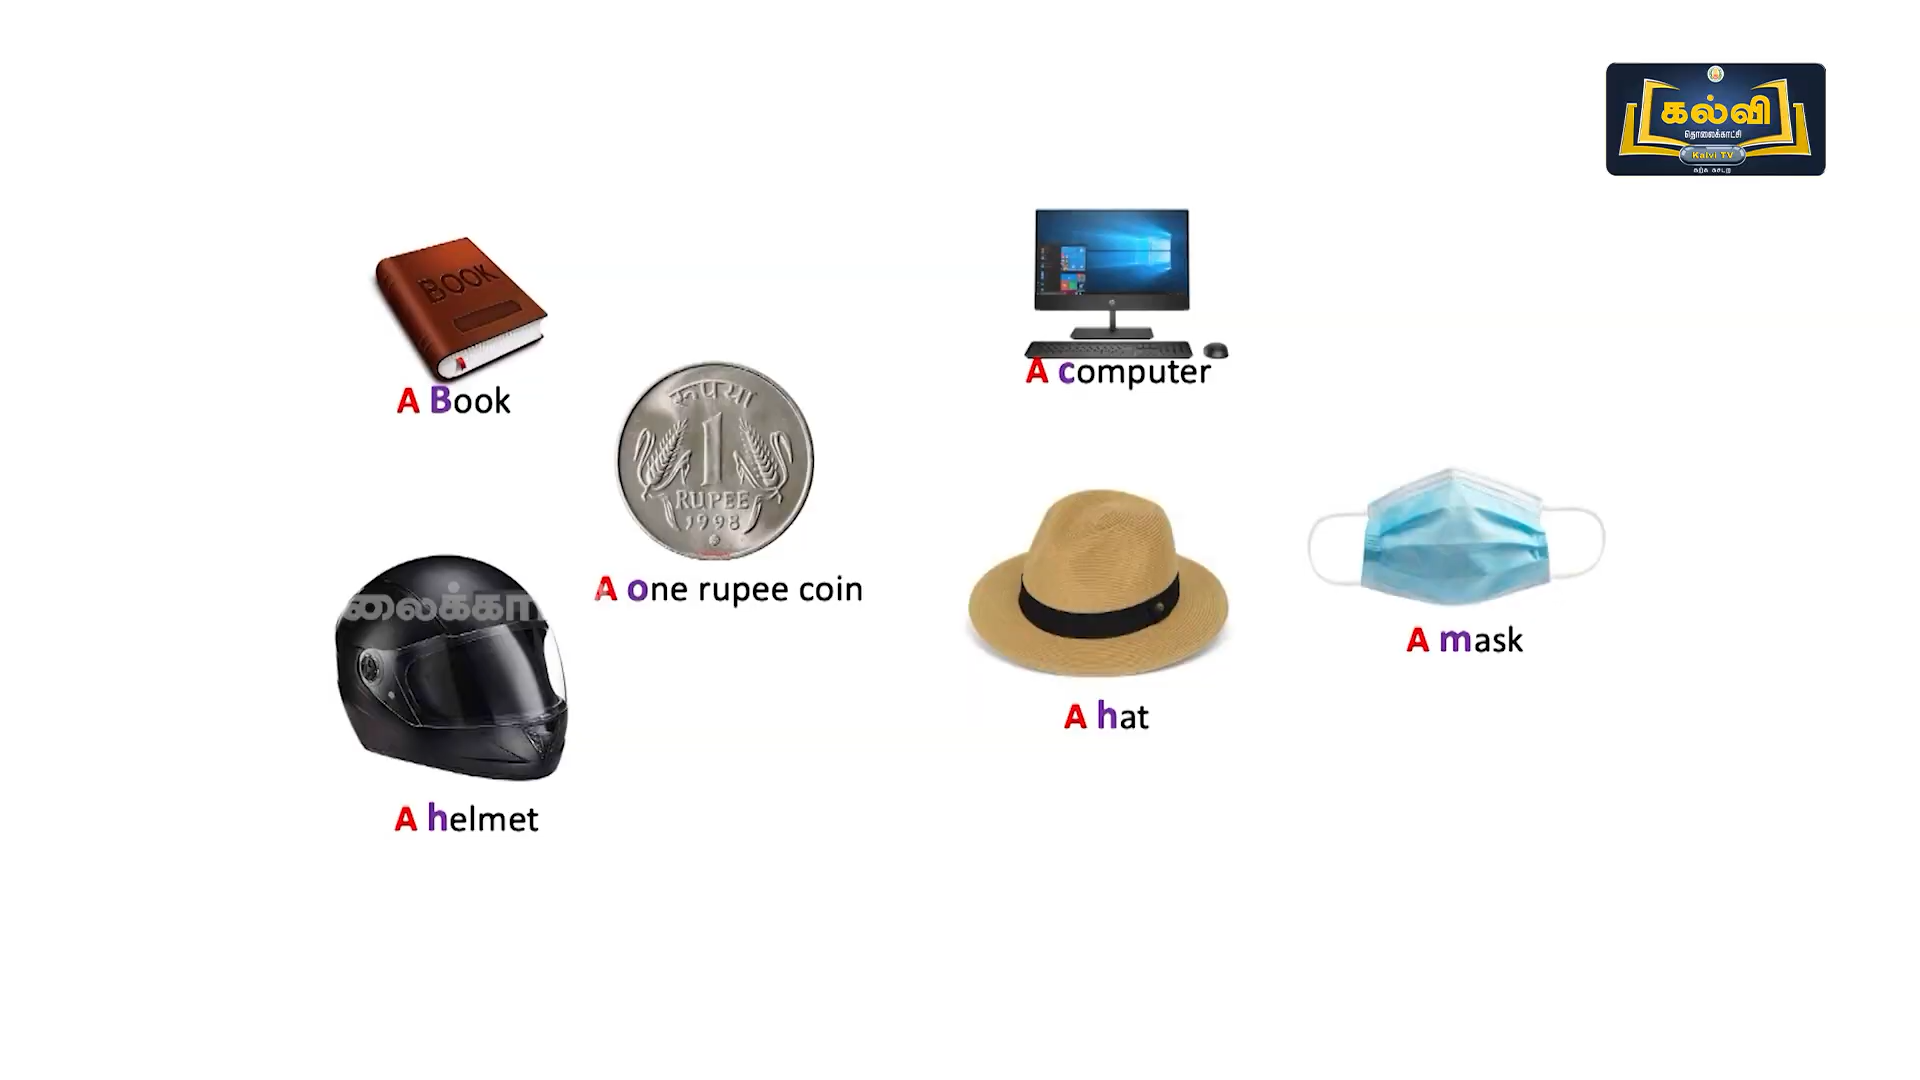 கல்வி
தொலைக்காட்சி
Kalvi TV
BOOK
A Book
A computer
रूपया
1
RUPEE
1998
A one rupee coin
லைக்கா
A helmet
A hat
A mask